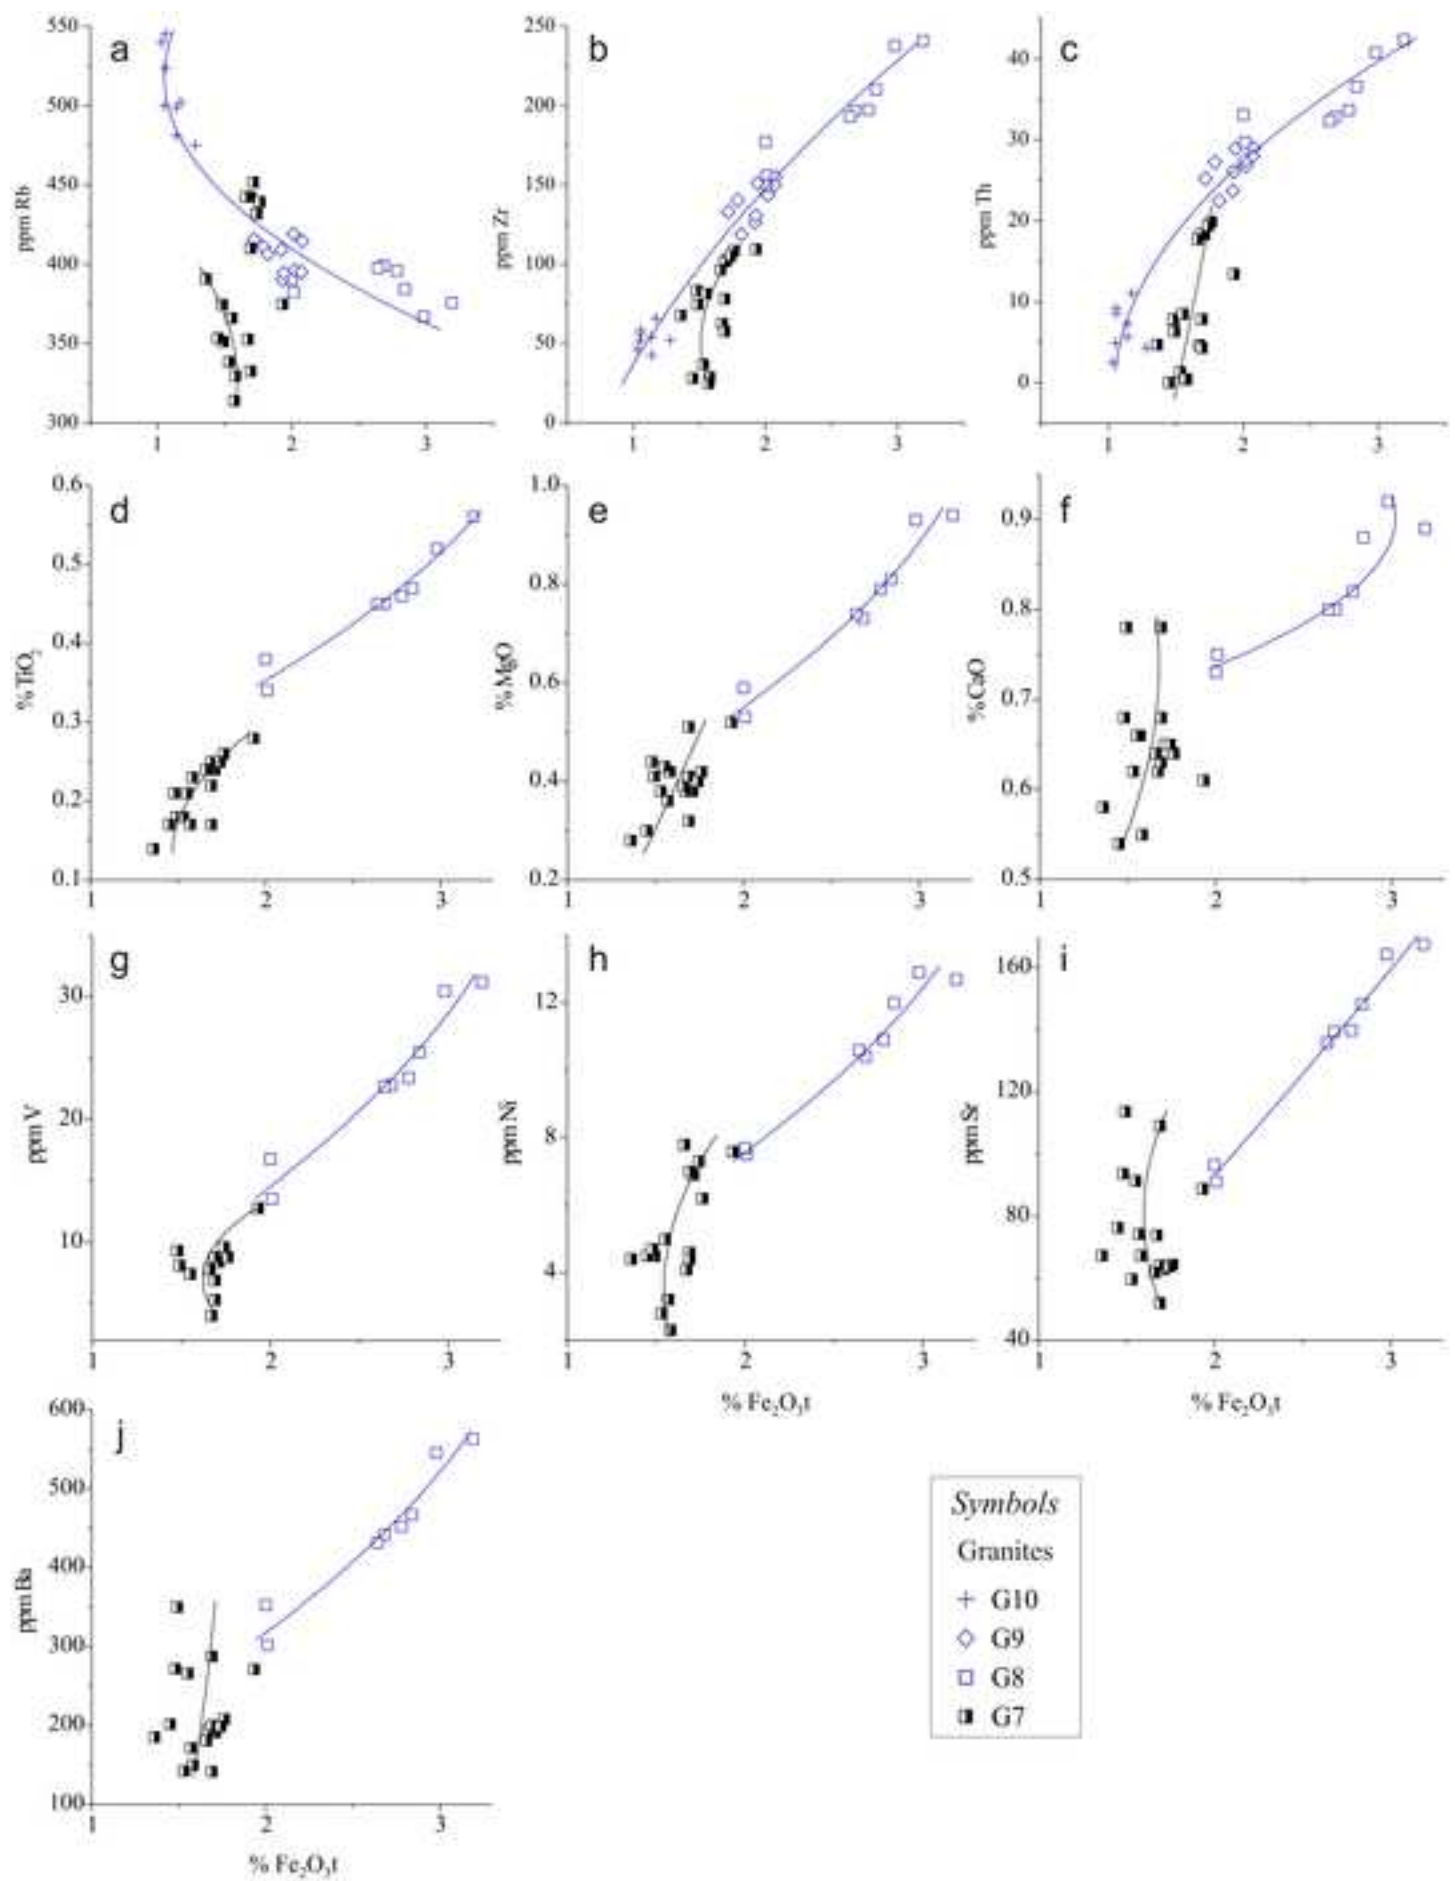 a
550
500
450
400
350
300
ppm Rb
1 2 3
b
250
200
150
100
50
0
ppm Zr
1 2 3
c
40
30
20
10
0
ppm Th
1 2 3
d
0.6
0.5
0.4
0.3
0.2
0.1
% TiO2
1 2 3
e
1.0
0.8
0.6
0.4
0.2
% MgO
1 2 3
f
0.9
0.8
0.7
0.6
0.5
% CaO
1 2 3
g
30
20
10
ppm V
1 2 3
h
12
8
4
ppm Ni
1 2 3
% Fe2O3t
i
160
120
80
40
ppm Sr
1 2 3
% Fe2O3t
j
600
500
400
300
200
100
ppm Ba
1 2 3
% Fe2O3t
Symbols
Granites
G10
G9
G8
G7